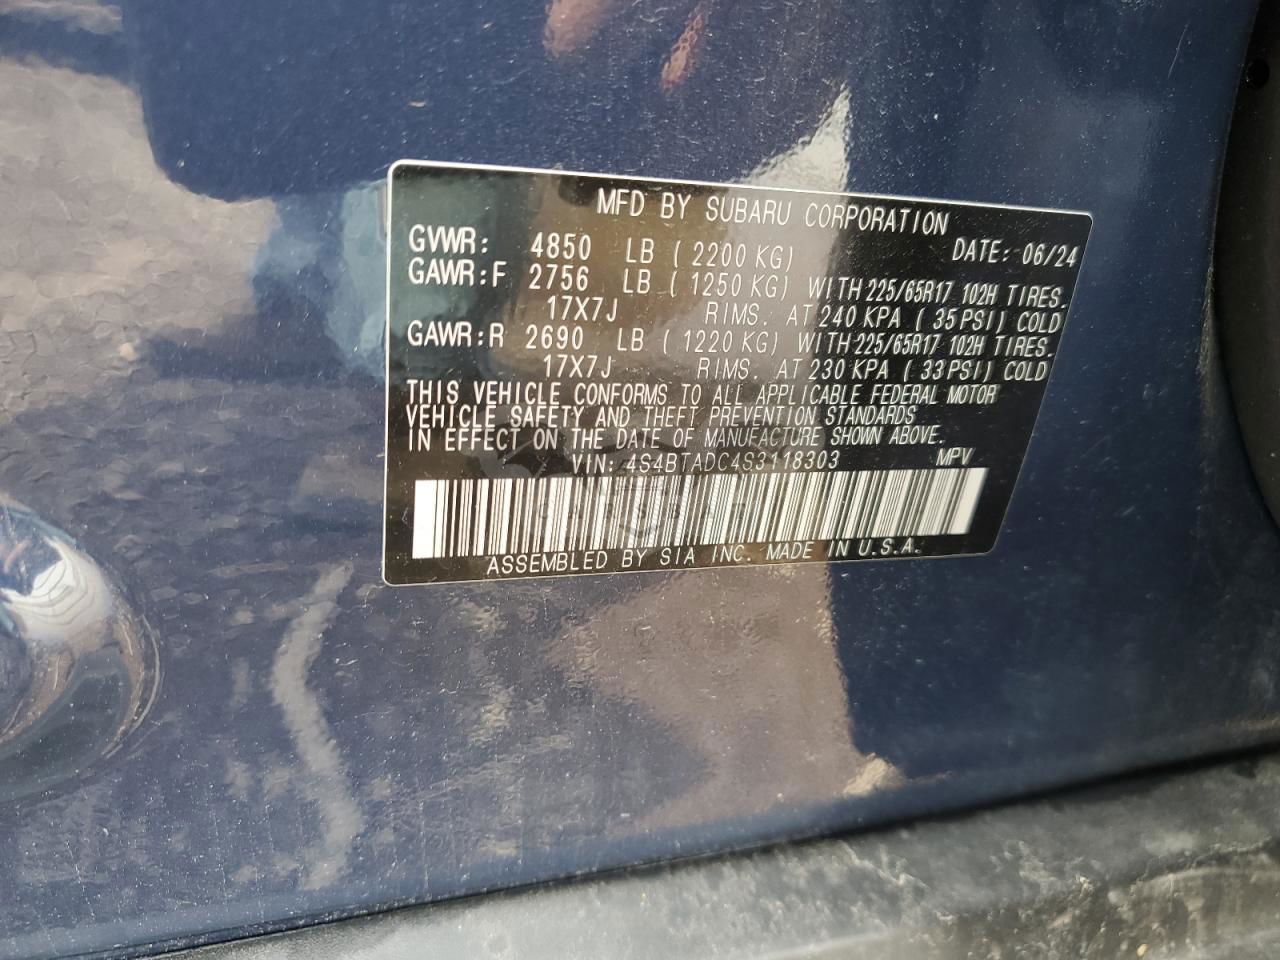 MFD BY SUBARU CORPORATION
GVWR: 4850 LB ( 2200 KG) DATE: 06/24
GAWR:F 2756 LB ( 1250 KG) WITH 225/65R17 102H TIRES.
17X7J RIMS. AT 240 KPA ( 35 PSI) COLD
GAWR:R 2690 LB ( 1220 KG) WITH 225/65R17 102H TIRES.
17X7J RIMS. AT 230 KPA ( 33 PSI) COLD
THIS VEHICLE CONFORMS TO ALL APPLICABLE FEDERAL MOTOR
VEHICLE SAFETY AND THEFT PREVENTION STANDARDS
IN EFFECT ON THE DATE OF MANUFACTURE SHOWN ABOVE.
VIN: 4S4BTADC4S3118303 MPV
ASSEMBLED BY SIA INC. MADE IN U.S.A.